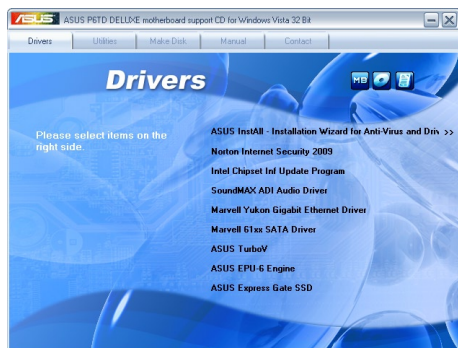 ASUS ASUS P6TD DELUXE motherboard support CD for Windows Vista 32 Bit
Drivers Utilities Make Disk Manual Contact
Drivers
MB
Please select items on the
right side.
ASUS InstAll - Installation Wizard for Anti-Virus and Driv >>
Norton Internet Security 2009
Intel Chipset Inf Update Program
SoundMAX ADI Audio Driver
Marvell Yukon Gigabit Ethernet Driver
Marvell 61xx SATA Driver
ASUS TurboV
ASUS EPU-6 Engine
ASUS Express Gate SSD